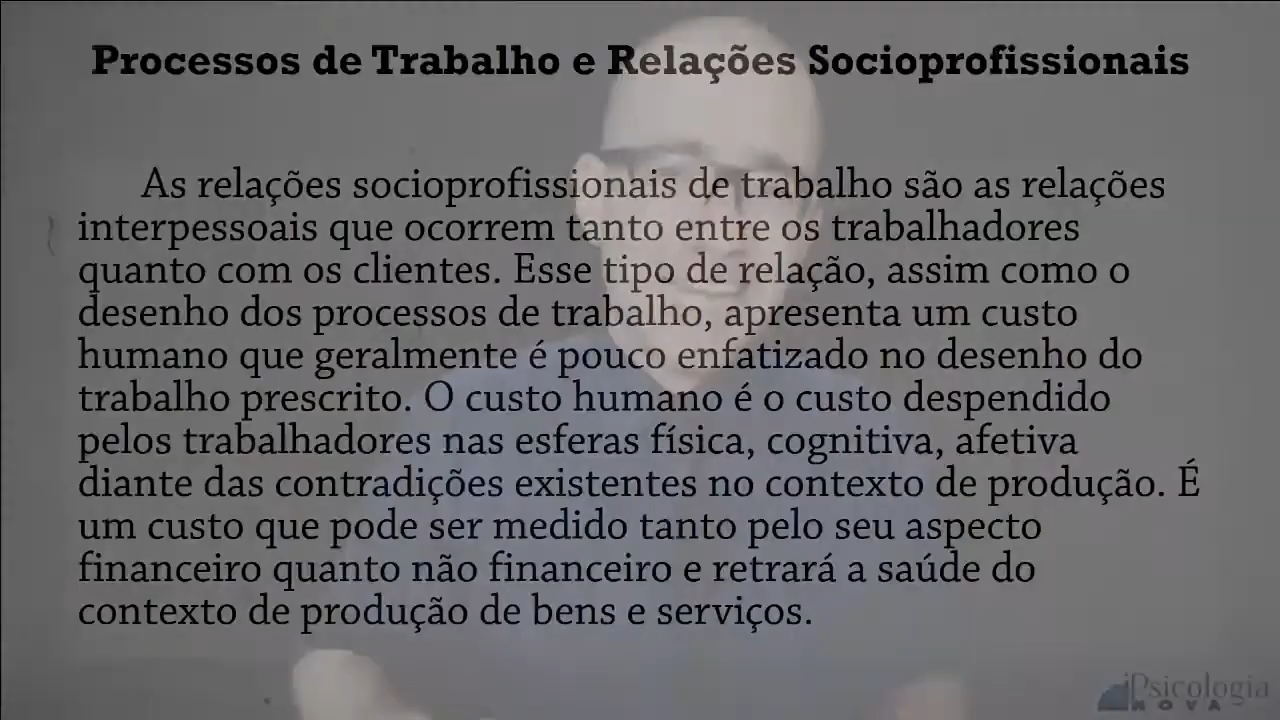 Processos de Trabalho e Relações Socioprofissionais
As relações socioprofissionais de trabalho são as relações
interpessoais que ocorrem tanto entre os trabalhadores
quanto com os clientes. Esse tipo de relação, assim como o
desenho dos processos de trabalho, apresenta um custo
humano que geralmente é pouco enfatizado no desenho do
trabalho prescrito. O custo humano é o custo despendido
pelos trabalhadores nas esferas física, cognitiva, afetiva
diante das contradições existentes no contexto de produção. É
um custo que pode ser medido tanto pelo seu aspecto
financeiro quanto não financeiro e retrará a saúde do
contexto de produção de bens e serviços.
Psicologia
NOVA